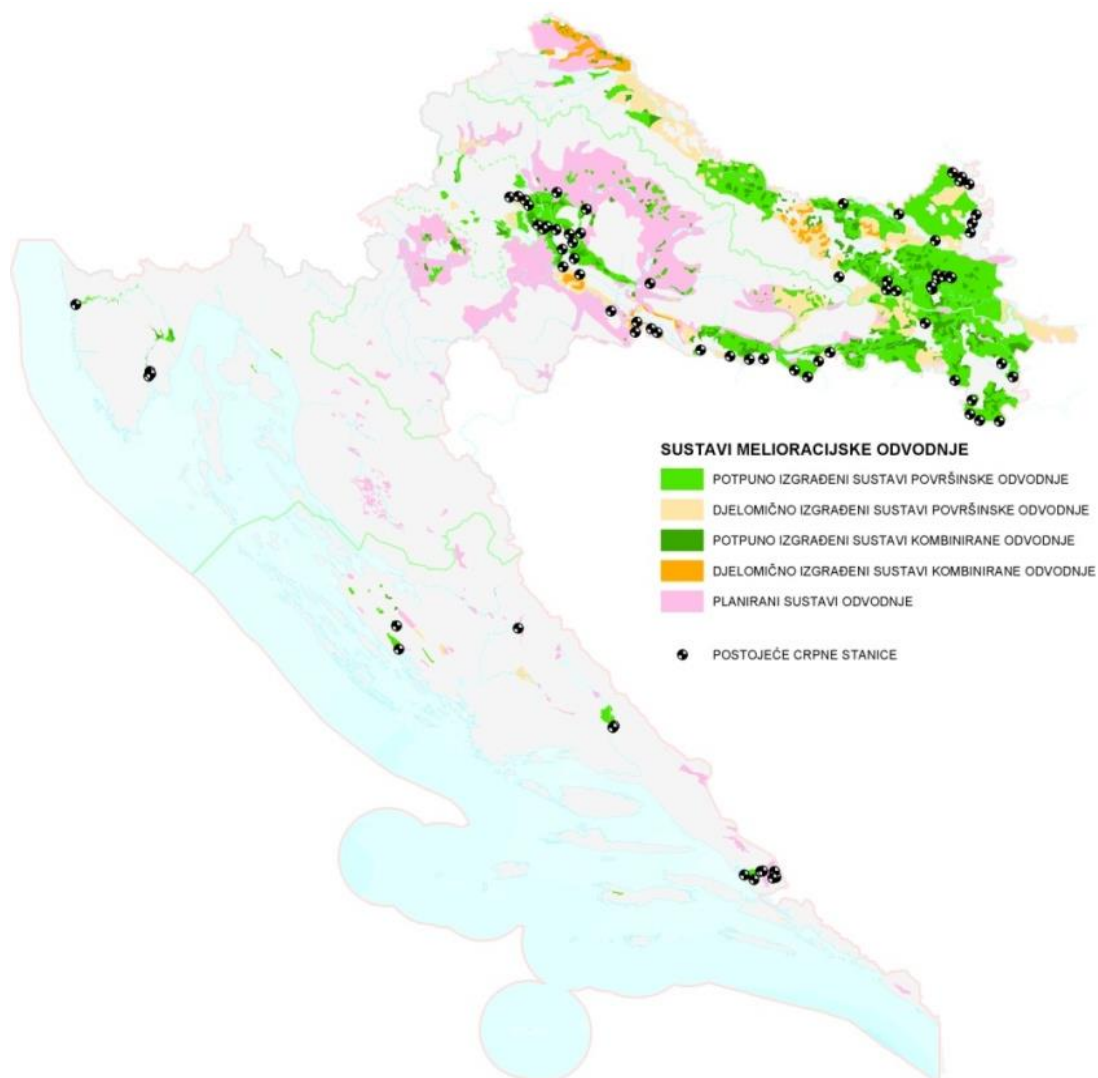 SUSTAVI MELIORACIJSKE ODVODNJE
POTPUNO IZGRAĐENI SUSTAVI POVRŠINSKE ODVODNJE
DJELOMIČNO IZGRAĐENI SUSTAVI POVRŠINSKE ODVODNJE
POTPUNO IZGRAĐENI SUSTAVI KOMBINIRANE ODVODNJE
DJELOMIČNO IZGRAĐENI SUSTAVI KOMBINIRANE ODVODNJE
PLANIRANI SUSTAVI ODVODNJE
POSTOJEĆE CRPNE STANICE